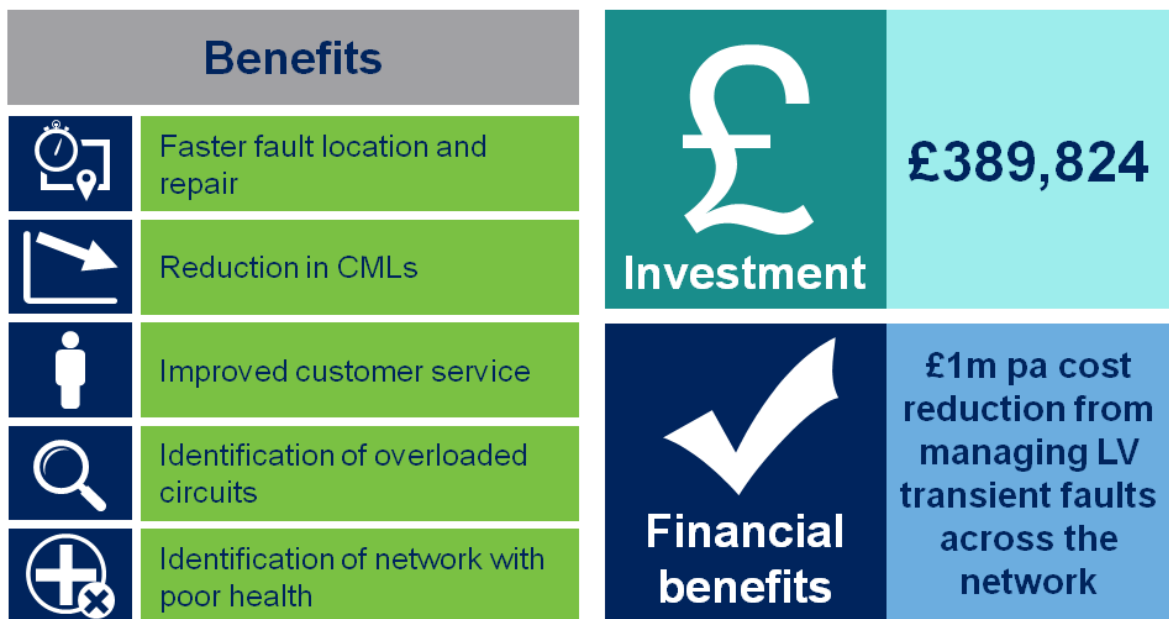 Benefits
Faster fault location and
repair
Reduction in CMLs
Improved customer service
Identification of overloaded
circuits
Identification of network with
poor health
£
Investment
£389,824
Financial
benefits
£1m pa cost
reduction from
managing LV
transient faults
across the
network